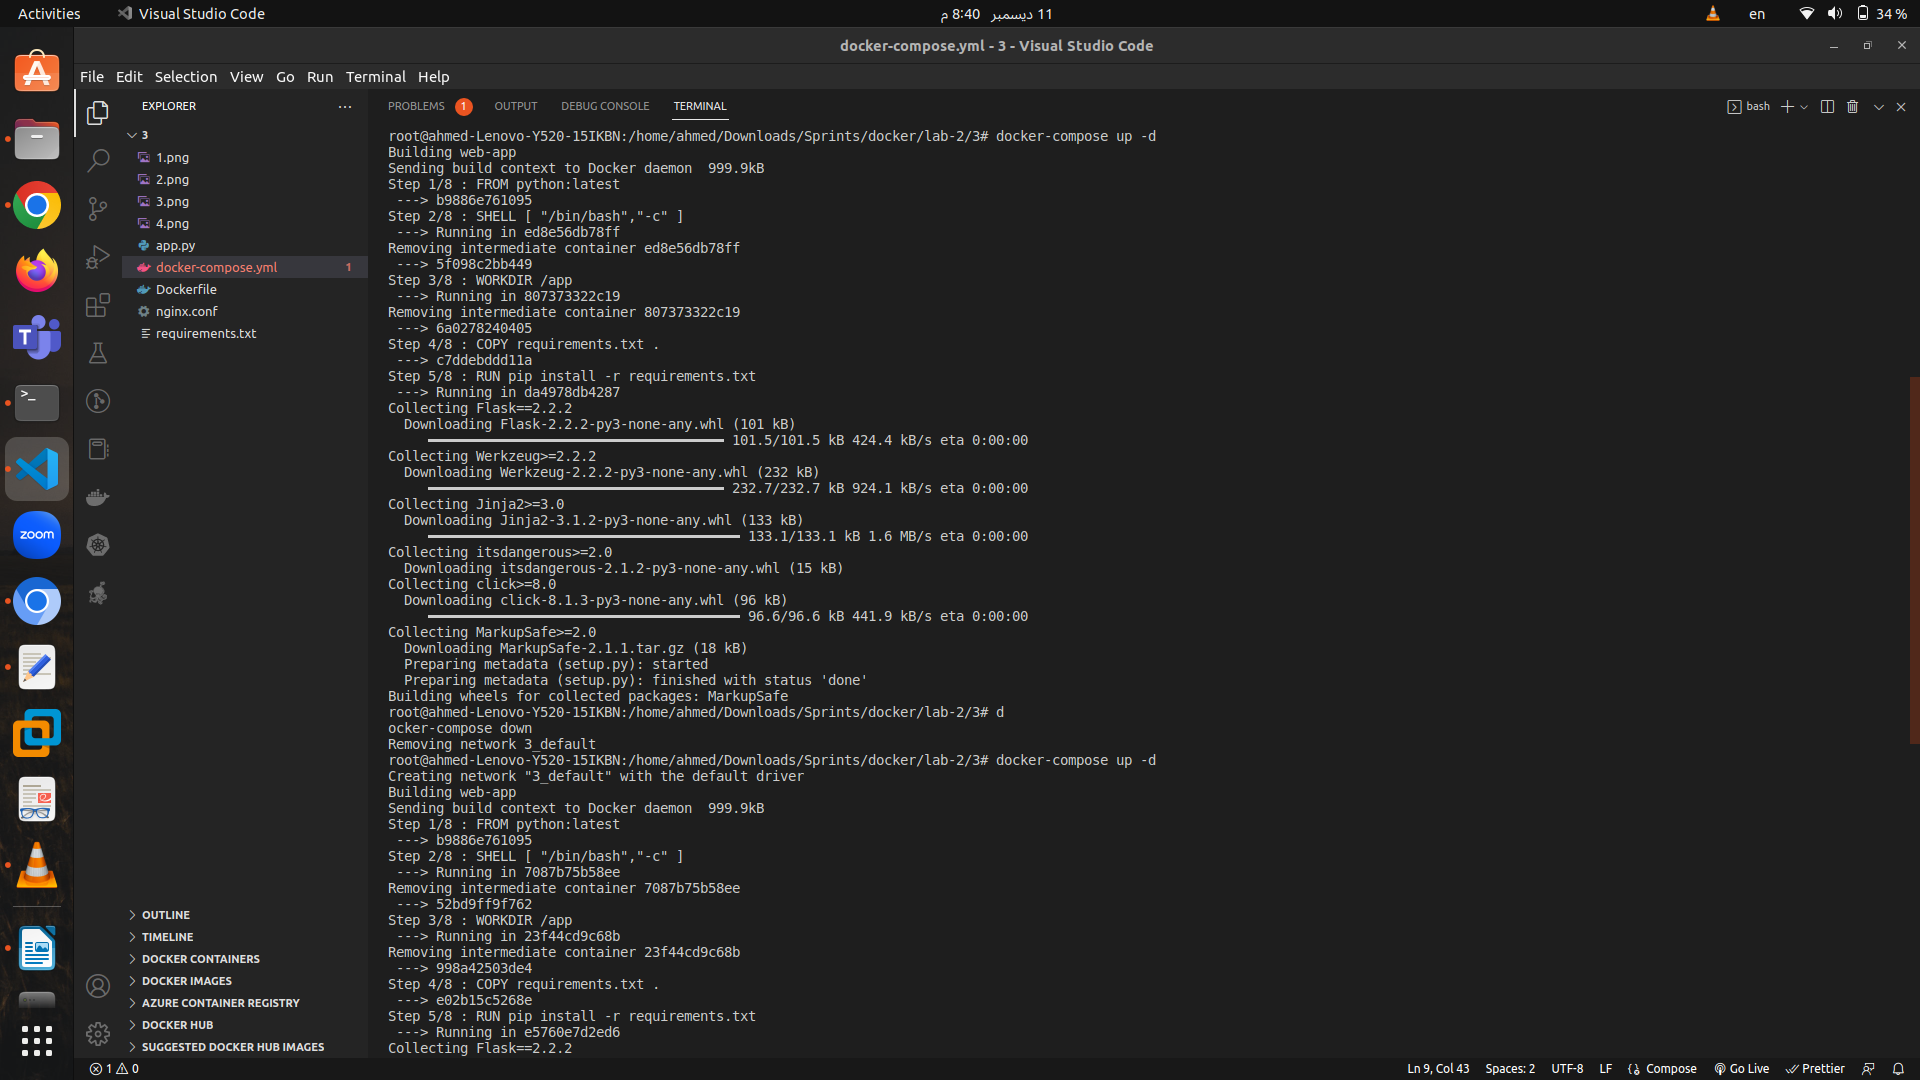 Activities
Visual Studio Code
11 ديسمبر 8:40 م
en
34 %
docker-compose.yml - 3 - Visual Studio Code
File Edit Selection View Go Run Terminal Help
EXPLORER
3
1.png
2.png
3.png
4.png
app.py
docker-compose.yml 1
Dockerfile
nginx.conf
requirements.txt
OUTLINE
TIMELINE
DOCKER CONTAINERS
DOCKER IMAGES
AZURE CONTAINER REGISTRY
DOCKER HUB
SUGGESTED DOCKER HUB IMAGES
PROBLEMS 1 OUTPUT DEBUG CONSOLE TERMINAL
bash
root@ahmed-Lenovo-Y520-15IKBN:/home/ahmed/Downloads/Sprints/docker/lab-2/3# docker-compose up -d
Building web-app
Sending build context to Docker daemon  999.9kB
Step 1/8 : FROM python:latest
 ---> b9886e761095
Step 2/8 : SHELL [ "/bin/bash","-c" ]
 ---> Running in ed8e56db78ff
Removing intermediate container ed8e56db78ff
 ---> 5f098c2bb449
Step 3/8 : WORKDIR /app
 ---> Running in 807373322c19
Removing intermediate container 807373322c19
 ---> 6a0278240405
Step 4/8 : COPY requirements.txt .
 ---> c7ddebddd11a
Step 5/8 : RUN pip install -r requirements.txt
 ---> Running in da4978db4287
Collecting Flask==2.2.2
  Downloading Flask-2.2.2-py3-none-any.whl (101 kB)
101.5/101.5 kB 424.4 kB/s eta 0:00:00
Collecting Werkzeug>=2.2.2
  Downloading Werkzeug-2.2.2-py3-none-any.whl (232 kB)
232.7/232.7 kB 924.1 kB/s eta 0:00:00
Collecting Jinja2>=3.0
  Downloading Jinja2-3.1.2-py3-none-any.whl (133 kB)
133.1/133.1 kB 1.6 MB/s eta 0:00:00
Collecting itsdangerous>=2.0
  Downloading itsdangerous-2.1.2-py3-none-any.whl (15 kB)
Collecting click>=8.0
  Downloading click-8.1.3-py3-none-any.whl (96 kB)
96.6/96.6 kB 441.9 kB/s eta 0:00:00
Collecting MarkupSafe>=2.0
  Downloading MarkupSafe-2.1.1.tar.gz (18 kB)
  Preparing metadata (setup.py): started
  Preparing metadata (setup.py): finished with status 'done'
Building wheels for collected packages: MarkupSafe
root@ahmed-Lenovo-Y520-15IKBN:/home/ahmed/Downloads/Sprints/docker/lab-2/3# d
ocker-compose down
Removing network 3_default
root@ahmed-Lenovo-Y520-15IKBN:/home/ahmed/Downloads/Sprints/docker/lab-2/3# docker-compose up -d
Creating network "3_default" with the default driver
Building web-app
Sending build context to Docker daemon  999.9kB
Step 1/8 : FROM python:latest
 ---> b9886e761095
Step 2/8 : SHELL [ "/bin/bash","-c" ]
 ---> Running in 7087b75b58ee
Removing intermediate container 7087b75b58ee
 ---> 52bd9ff9f762
Step 3/8 : WORKDIR /app
 ---> Running in 23f44cd9c68b
Removing intermediate container 23f44cd9c68b
 ---> 998a42503de4
Step 4/8 : COPY requirements.txt .
 ---> e02b15c5268e
Step 5/8 : RUN pip install -r requirements.txt
 ---> Running in e5760e7d2ed6
Collecting Flask==2.2.2
zoom
1 0
Ln 9, Col 43 Spaces: 2 UTF-8 LF Compose Go Live Prettier